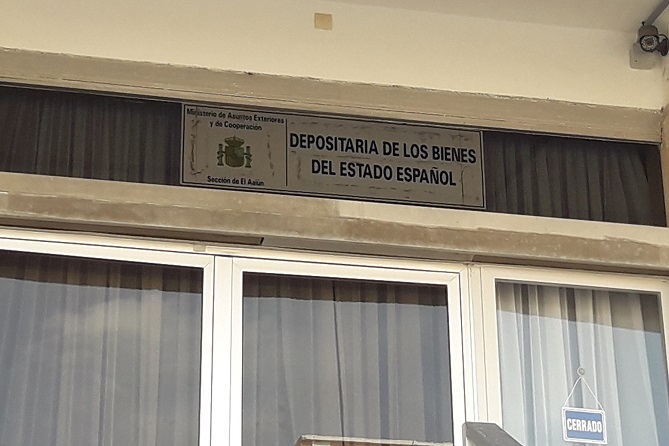 Ministerio de Asuntos Exteriores
y de Cooperación
Sección de El Aaiún
DEPOSITARIA DE LOS BIENES
DEL ESTADO ESPAÑOL
CERRADO